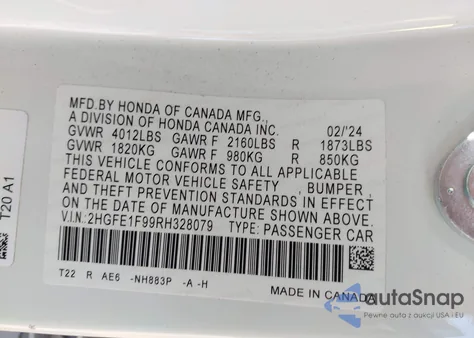 MFD.BY HONDA OF CANADA MFG.,
A DIVISION OF HONDA CANADA INC. 02/'24
GVWR 4012LBS GAWR F 2160LBS R 1873LBS
GVWR 1820KG GAWR F 980KG R 850KG
THIS VEHICLE CONFORMS TO ALL APPLICABLE
FEDERAL MOTOR VEHICLE SAFETY , BUMPER ,
AND THEFT PREVENTION STANDARDS IN EFFECT
ON THE DATE OF MANUFACTURE SHOWN ABOVE.
V.I.N: 2HGFE1F99RH328079 TYPE: PASSENGER CAR
T22 R AE6 -NH883P -A -H
MADE IN CANADA
T20 A1
autoSnap
Pewne auto z aukcji USA i EU